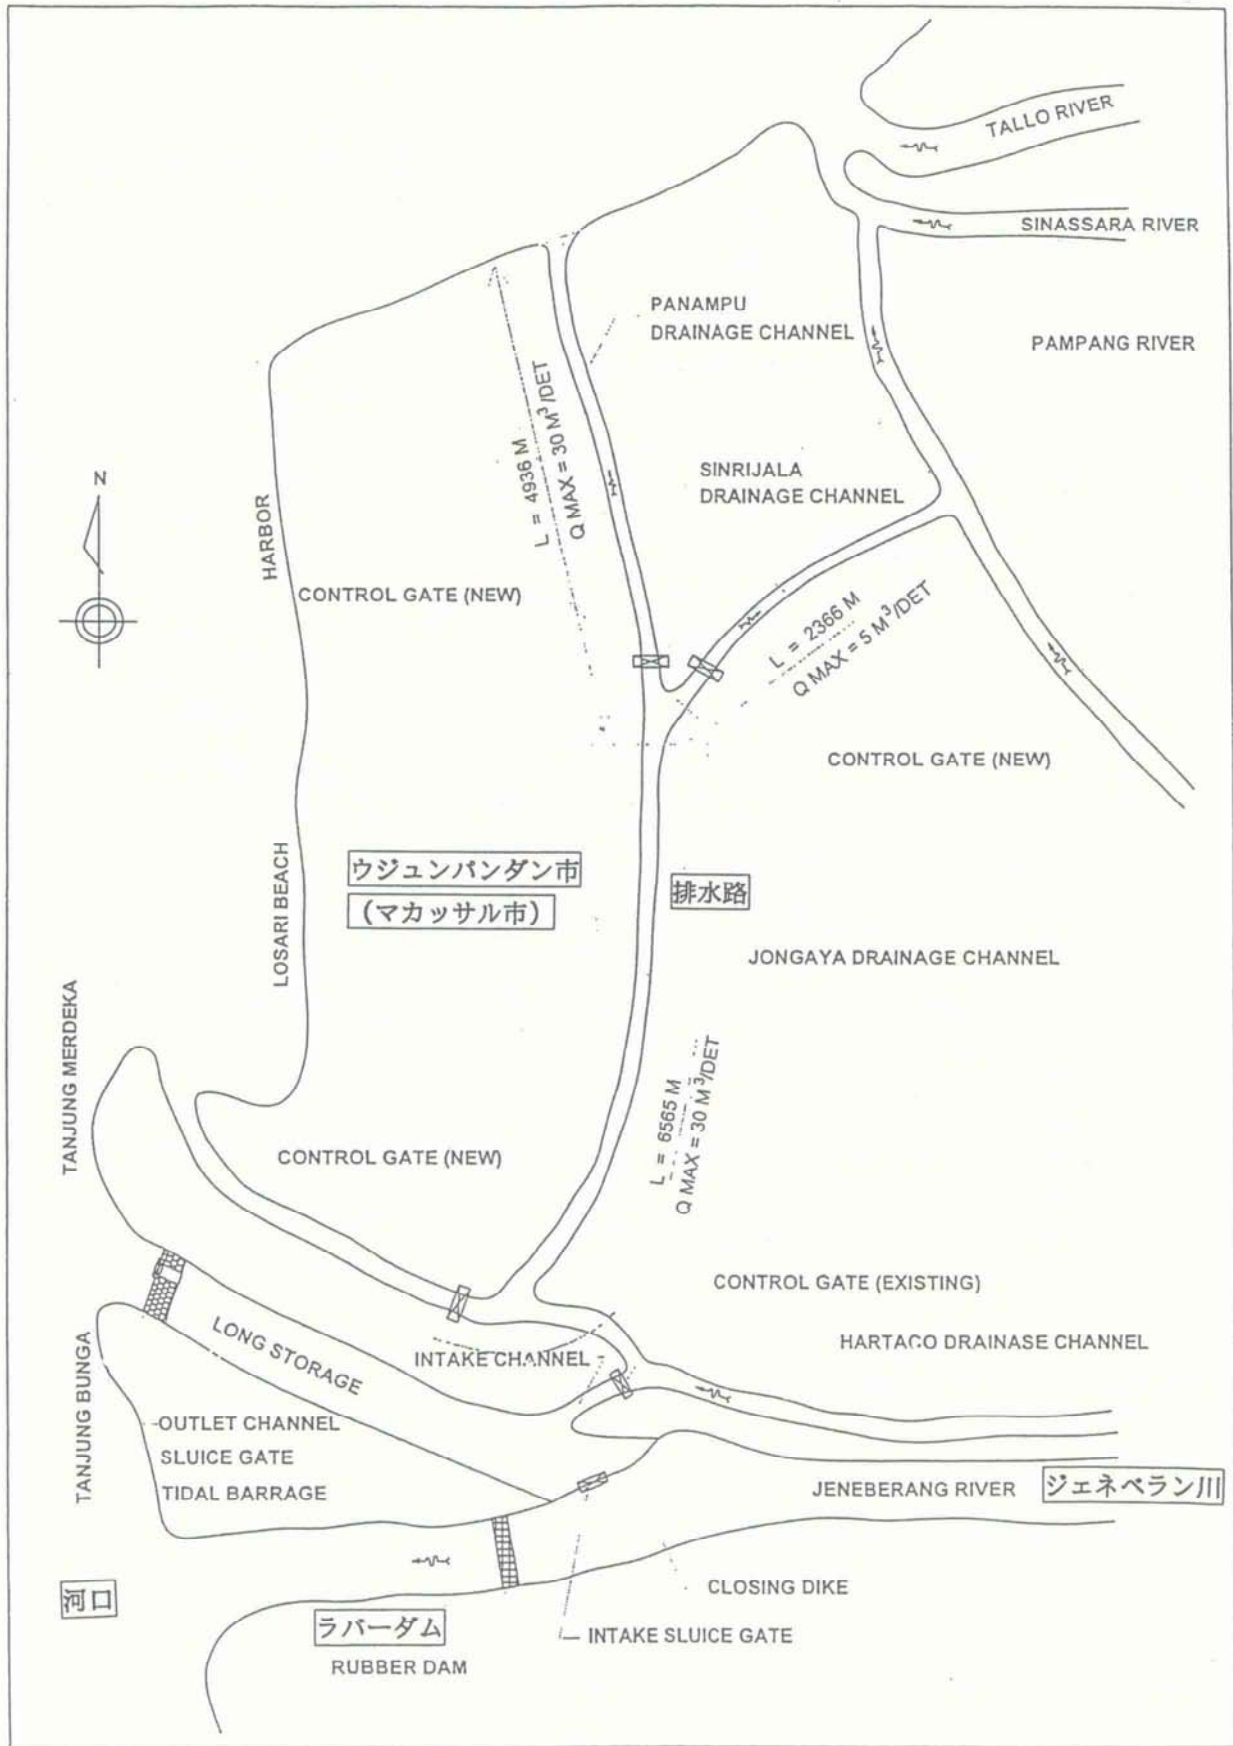 TALLO RIVER
SINASSARA RIVER
PANAMPU
DRAINAGE CHANNEL
PAMPANG RIVER
L = 4936 M
Q MAX = 30 M³/DET
SINRIJALA
DRAINAGE CHANNEL
N
HARBOR
CONTROL GATE (NEW)
L = 2366 M
Q MAX = 5 M³/DET
CONTROL GATE (NEW)
ウジュンパンダン市
(マカッサル市)
排水路
LOSARI BEACH
JONGAYA DRAINAGE CHANNEL
TANJUNG MERDEKA
L = 6565 M
Q MAX = 30 M³/DET
CONTROL GATE (NEW)
CONTROL GATE (EXISTING)
HARTACO DRAINASE CHANNEL
LONG STORAGE
INTAKE CHANNEL
TANJUNG BUNGA
OUTLET CHANNEL
SLUICE GATE
TIDAL BARRAGE
JENEBERANG RIVER
ジェネベラン川
CLOSING DIKE
河口
ラバーダム
INTAKE SLUICE GATE
RUBBER DAM